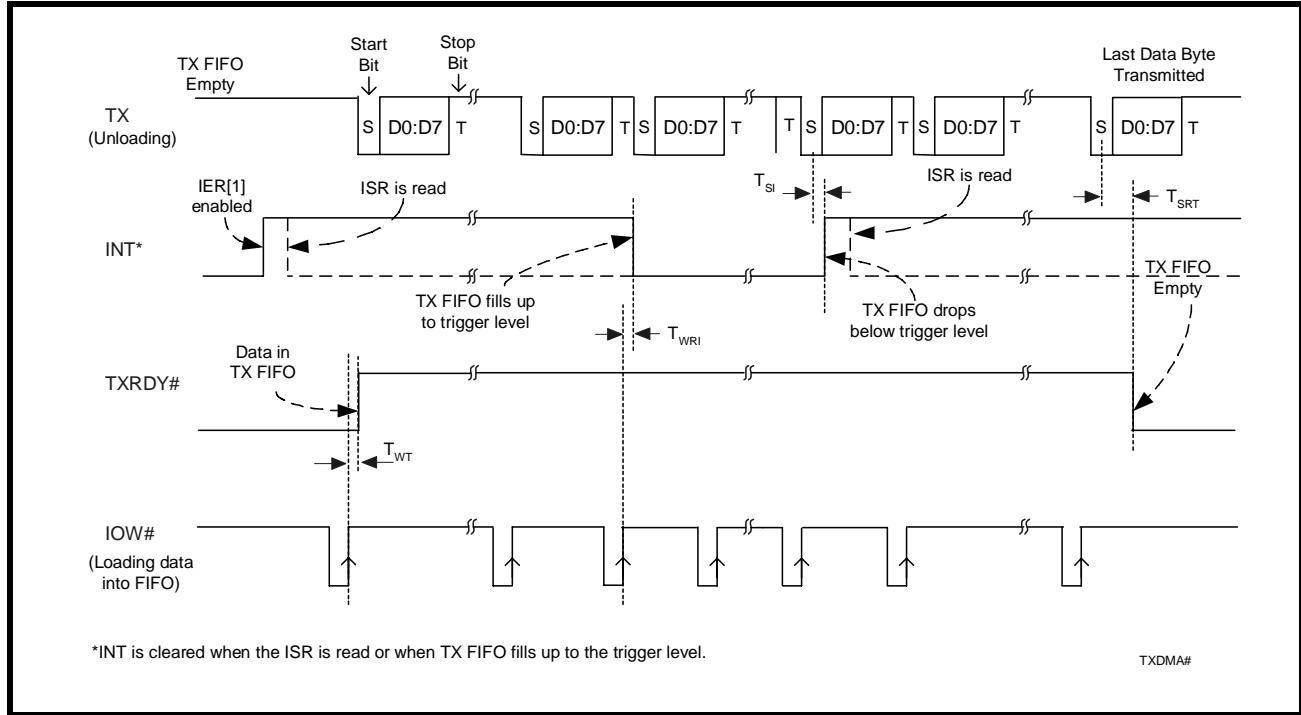 Start
Bit
Stop
Bit
TX FIFO
Empty
Last Data Byte
Transmitted
TX
(Unloading)
S D0:D7 T S D0:D7 T S D0:D7 T T S D0:D7 T S D0:D7 T S D0:D7 T
IER[1]
enabled
ISR is read
TSI
ISR is read
TSRT
INT*
TX FIFO fills up
to trigger level
TX FIFO drops
below trigger level
TX FIFO
Empty
TWRI
Data in
TX FIFO
TXRDY#
TWT
IOW#
(Loading data
into FIFO)
*INT is cleared when the ISR is read or when TX FIFO fills up to the trigger level.
TXDMA#